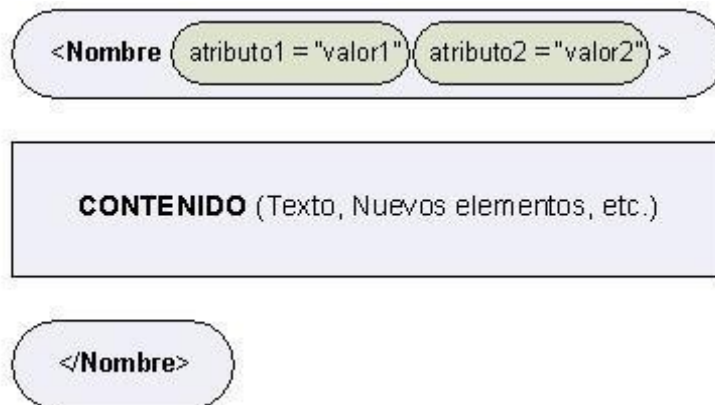 <Nombre atributo1 = "valor1" atributo2 = "valor2" >
CONTENIDO (Texto, Nuevos elementos, etc.)
</Nombre>